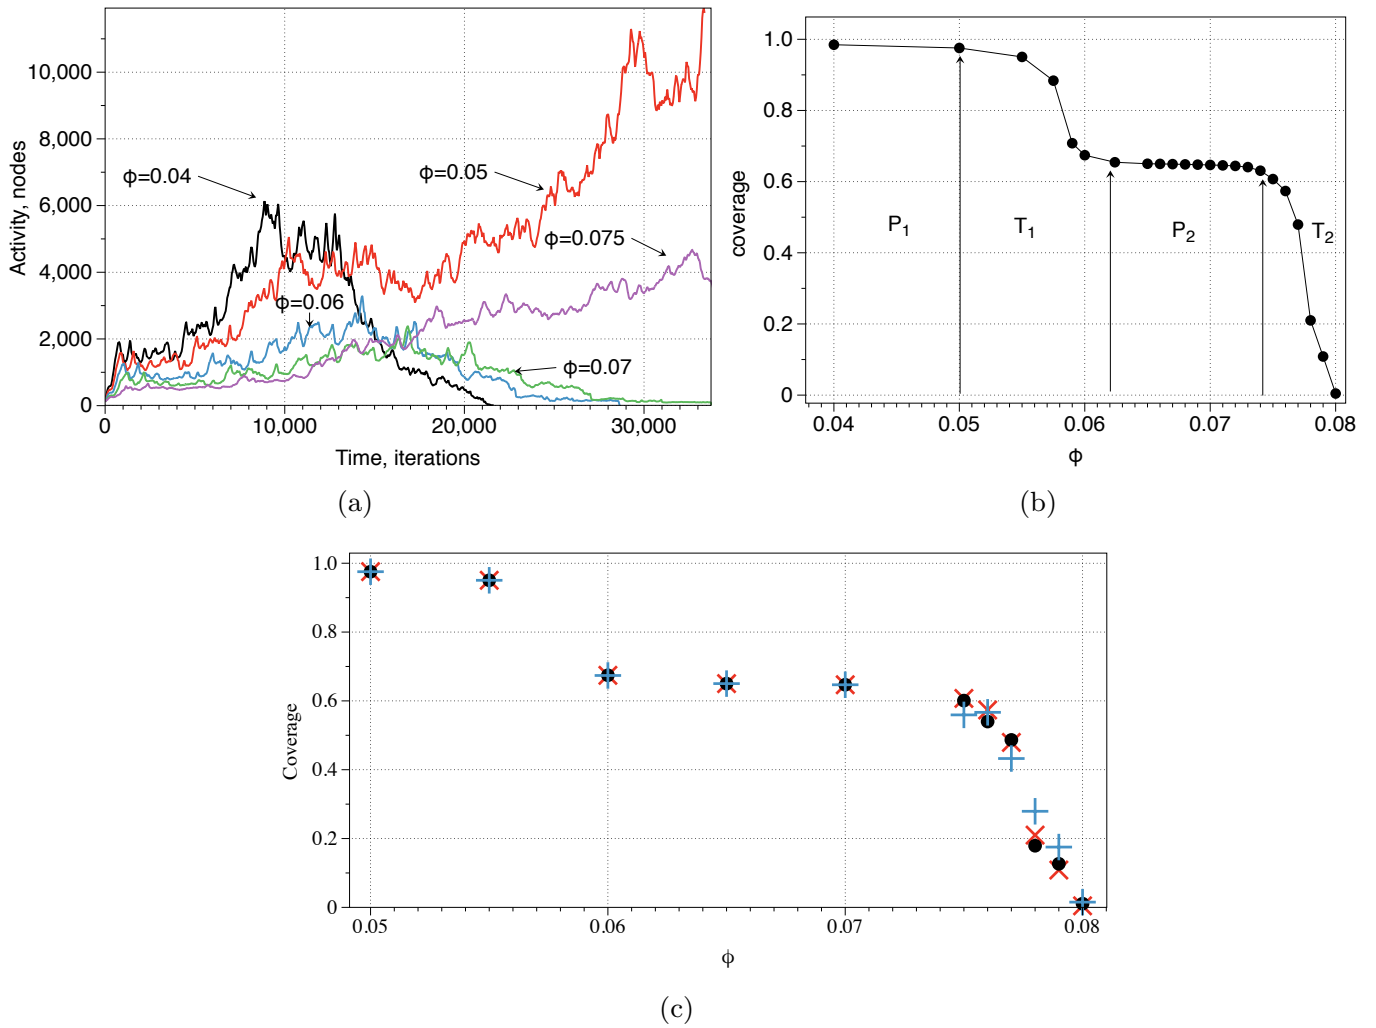 10,000
8,000
6,000
4,000
2,000
0
Activity, nodes
ϕ=0.04
ϕ=0.05
ϕ=0.075
ϕ=0.06
ϕ=0.07
0 10,000 20,000 30,000
Time, iterations
(a)
1.0
0.8
0.6
0.4
0.2
0
coverage
P1 T1 P2 T2
0.04 0.05 0.06 0.07 0.08
ϕ
(b)
1.0
0.8
0.6
0.4
0.2
0
Coverage
0.05 0.06 0.07 0.08
ϕ
(c)